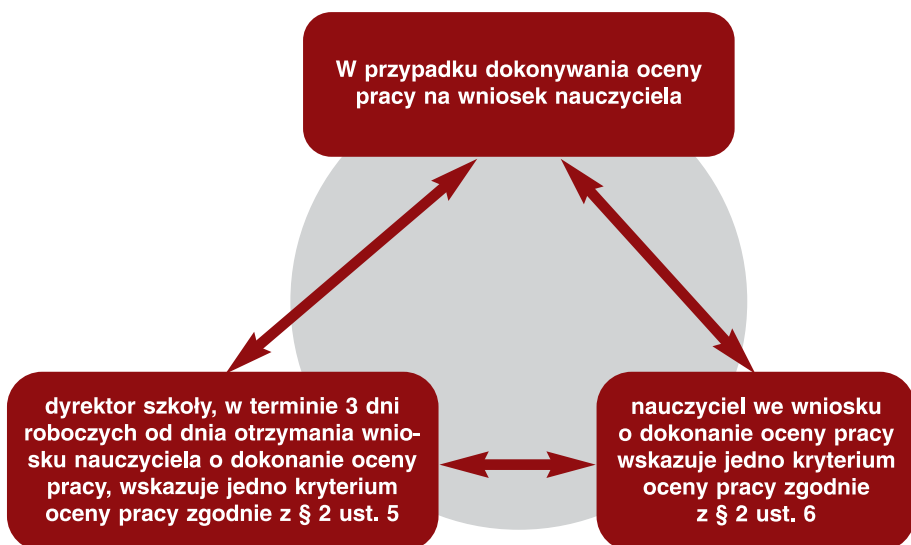 W przypadku dokonywania oceny
pracy na wniosek nauczyciela
dyrektor szkoły, w terminie 3 dni
roboczych od dnia otrzymania wnio-
sku nauczyciela o dokonanie oceny
pracy, wskazuje jedno kryterium
oceny pracy zgodnie z § 2 ust. 5
nauczyciel we wniosku
o dokonanie oceny pracy
wskazuje jedno kryterium
oceny pracy zgodnie
z § 2 ust. 6